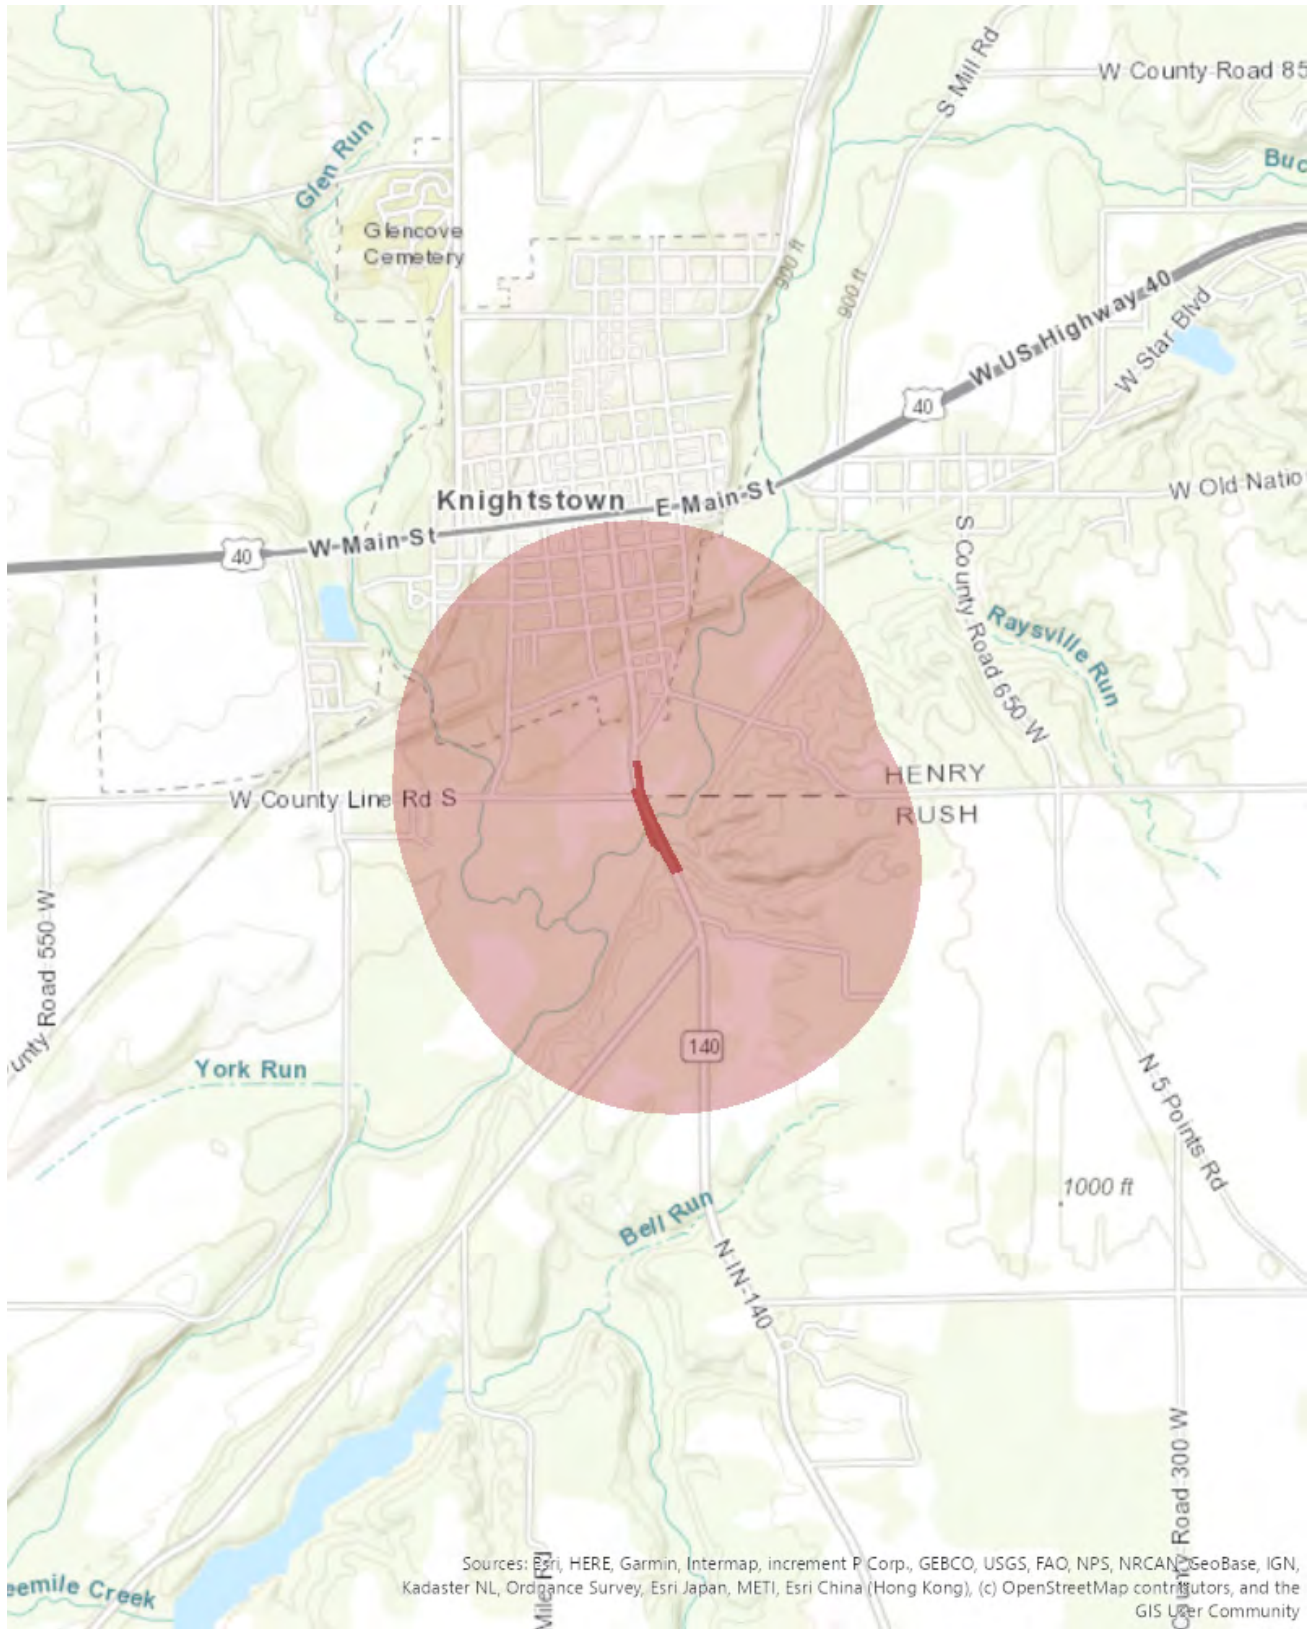 W County Road 85
S Mill Rd
Glen Run
Buc
Glencove
Cemetery
900 ft
900 ft
W US Highway 40
W Star Blvd
40
Knightstown
E Main St
W Old Natio
W Main St
40
S County Road 650 W
Raysville Run
HENRY
W County Line Rd S
RUSH
County Road 550 W
unty Road
140
York Run
N 5 Points Rd
1000 ft
Bell Run
N IN-140
County Road 300 W
Mile Rd
eemile Creek
Sources: Esri, HERE, Garmin, Intermap, increment P Corp., GEBCO, USGS, FAO, NPS, NRCAN, GeoBase, IGN,
Kadaster NL, Ordnance Survey, Esri Japan, METI, Esri China (Hong Kong), (c) OpenStreetMap contributors, and the
GIS User Community